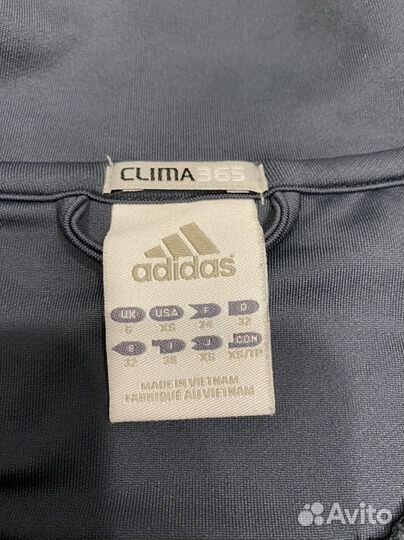 CLIMA365
adidas
UK USA F D
6 XS 34 32
E I J CDN
32 38 XS XS/TP
MADE IN VIETNAM
FABRIQUÉ AU VIETNAM
Avito